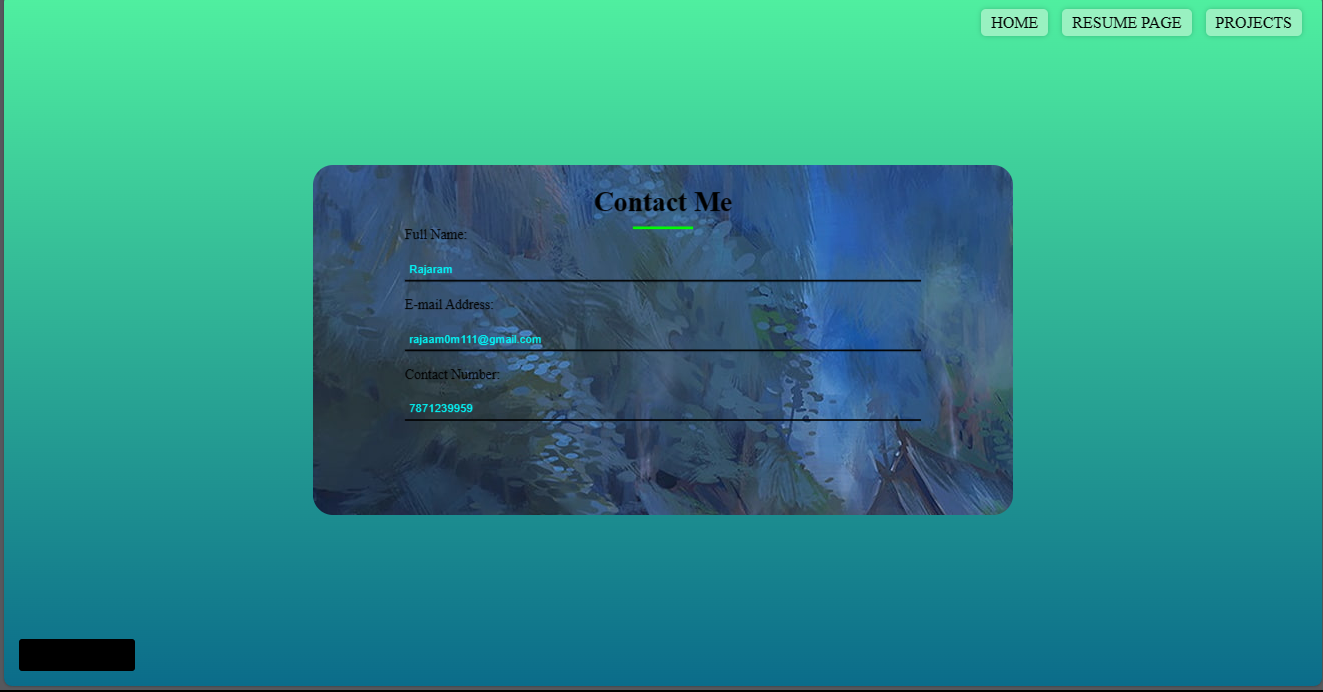 HOME RESUME PAGE PROJECTS
Contact Me
Full Name:
Rajaram
E-mail Address:
rajaam0m111@gmail.com
Contact Number:
7871239959